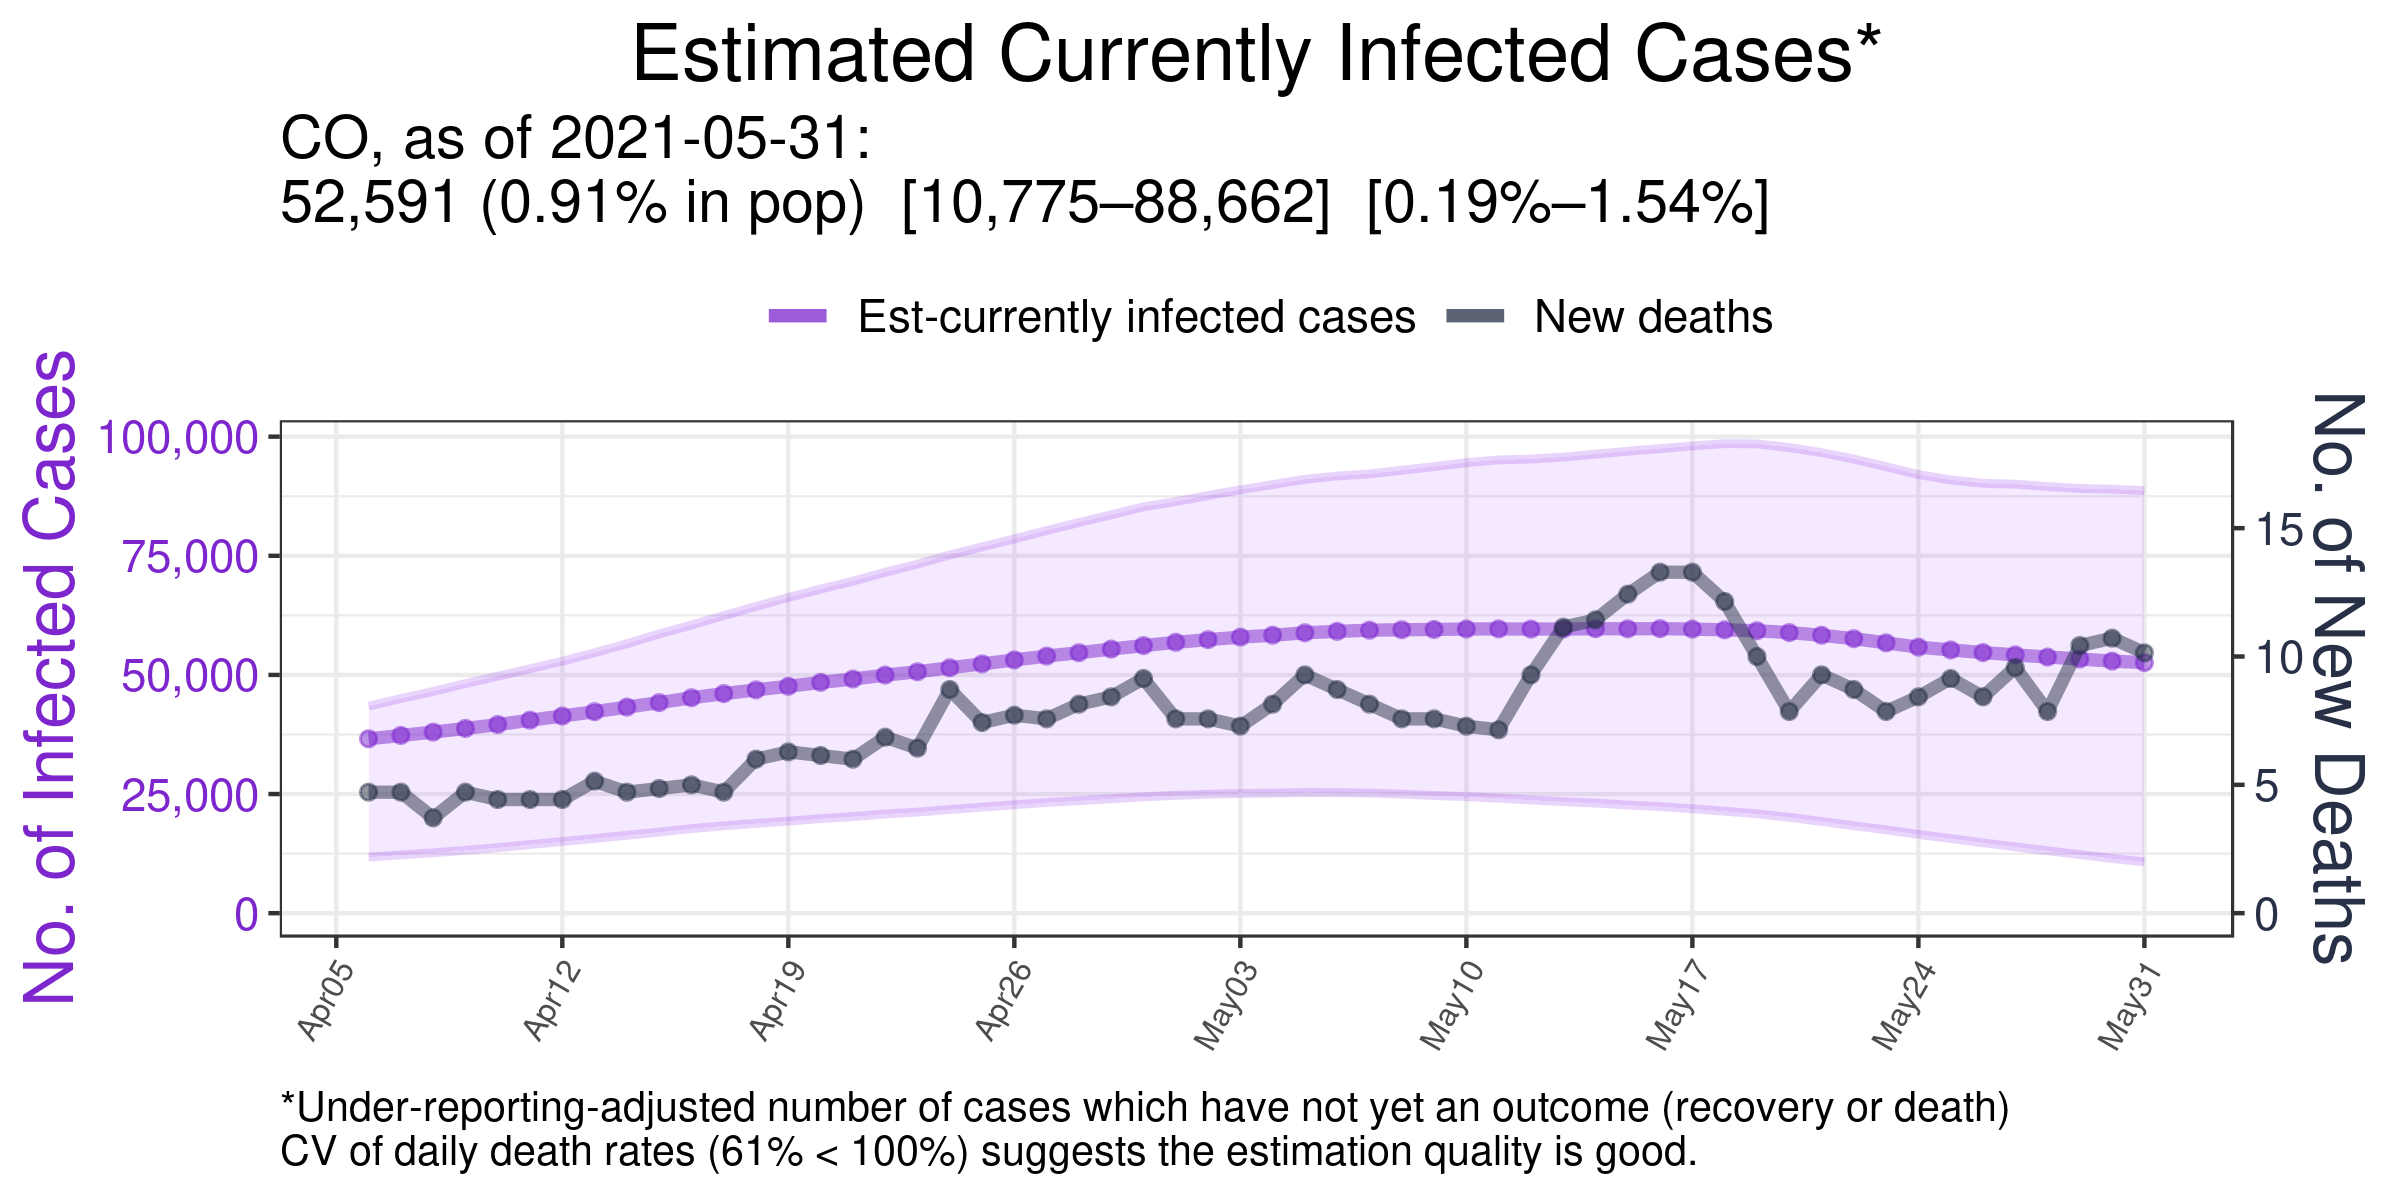 Estimated Currently Infected Cases*
CO, as of 2021-05-31:
52,591 (0.91% in pop)  [10,775–88,662]  [0.19%–1.54%]
Est-currently infected cases
New deaths
No. of Infected Cases
100,000
75,000
50,000
25,000
0
15
10
5
0
No. of New Deaths
Apr05
Apr12
Apr19
Apr26
May03
May10
May17
May24
May31
*Under-reporting-adjusted number of cases which have not yet an outcome (recovery or death)
CV of daily death rates (61% < 100%) suggests the estimation quality is good.